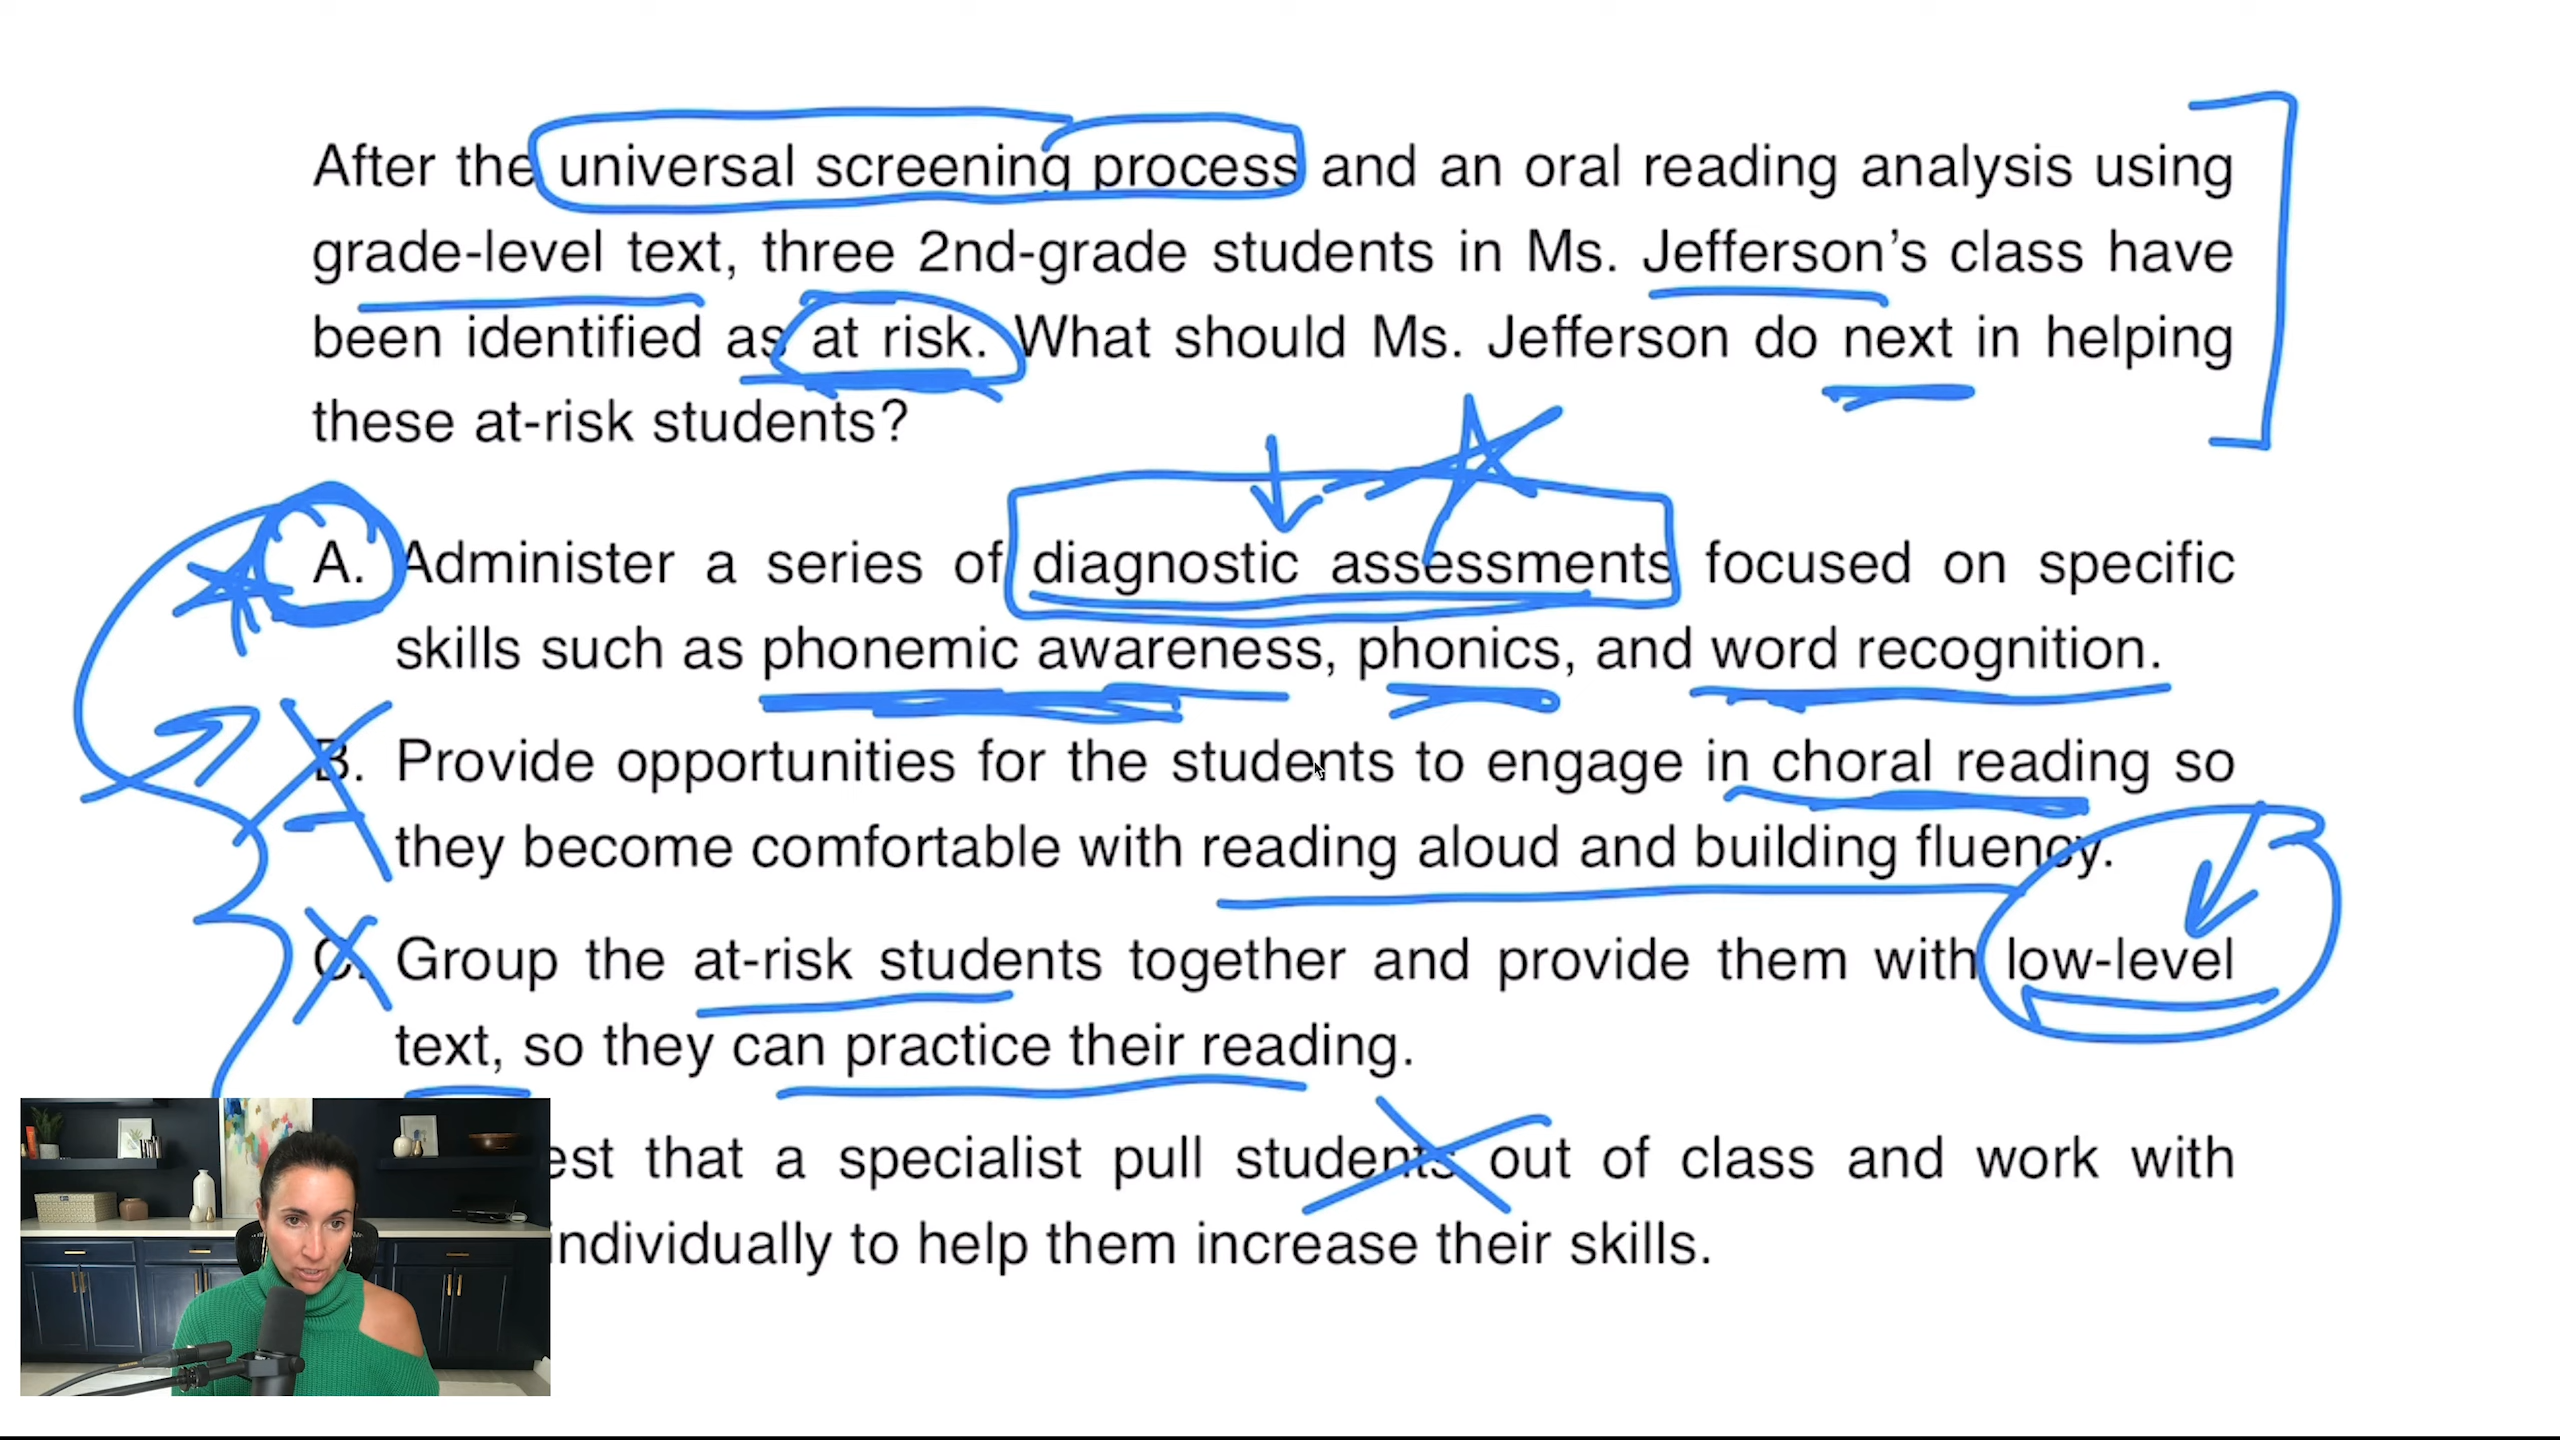 After the universal screening process and an oral reading analysis using
grade-level text, three 2nd-grade students in Ms. Jefferson’s class have
been identified as at risk. What should Ms. Jefferson do next in helping
these at-risk students?
A. Administer a series of diagnostic assessments focused on specific
skills such as phonemic awareness, phonics, and word recognition.
B. Provide opportunities for the students to engage in choral reading so
they become comfortable with reading aloud and building fluency.
C. Group the at-risk students together and provide them with low-level
text, so they can practice their reading.
that a specialist pull students out of class and work with
individually to help them increase their skills.